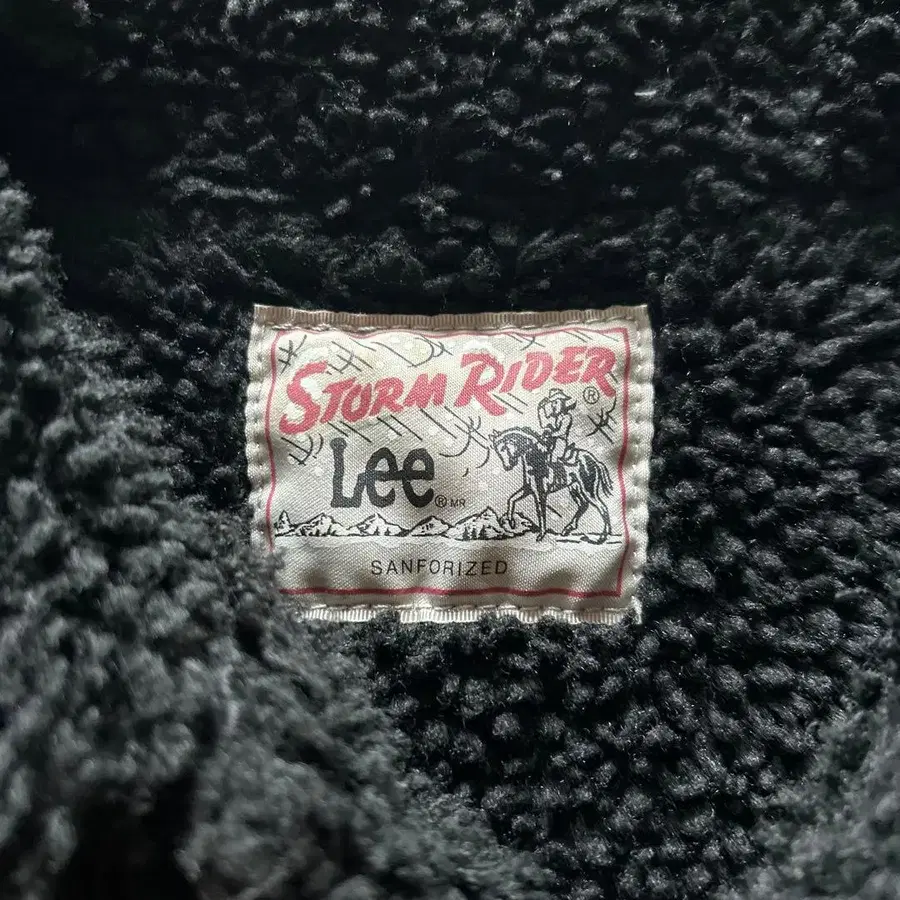 STORM RIDER ®
Lee ® MR
SANFORIZED